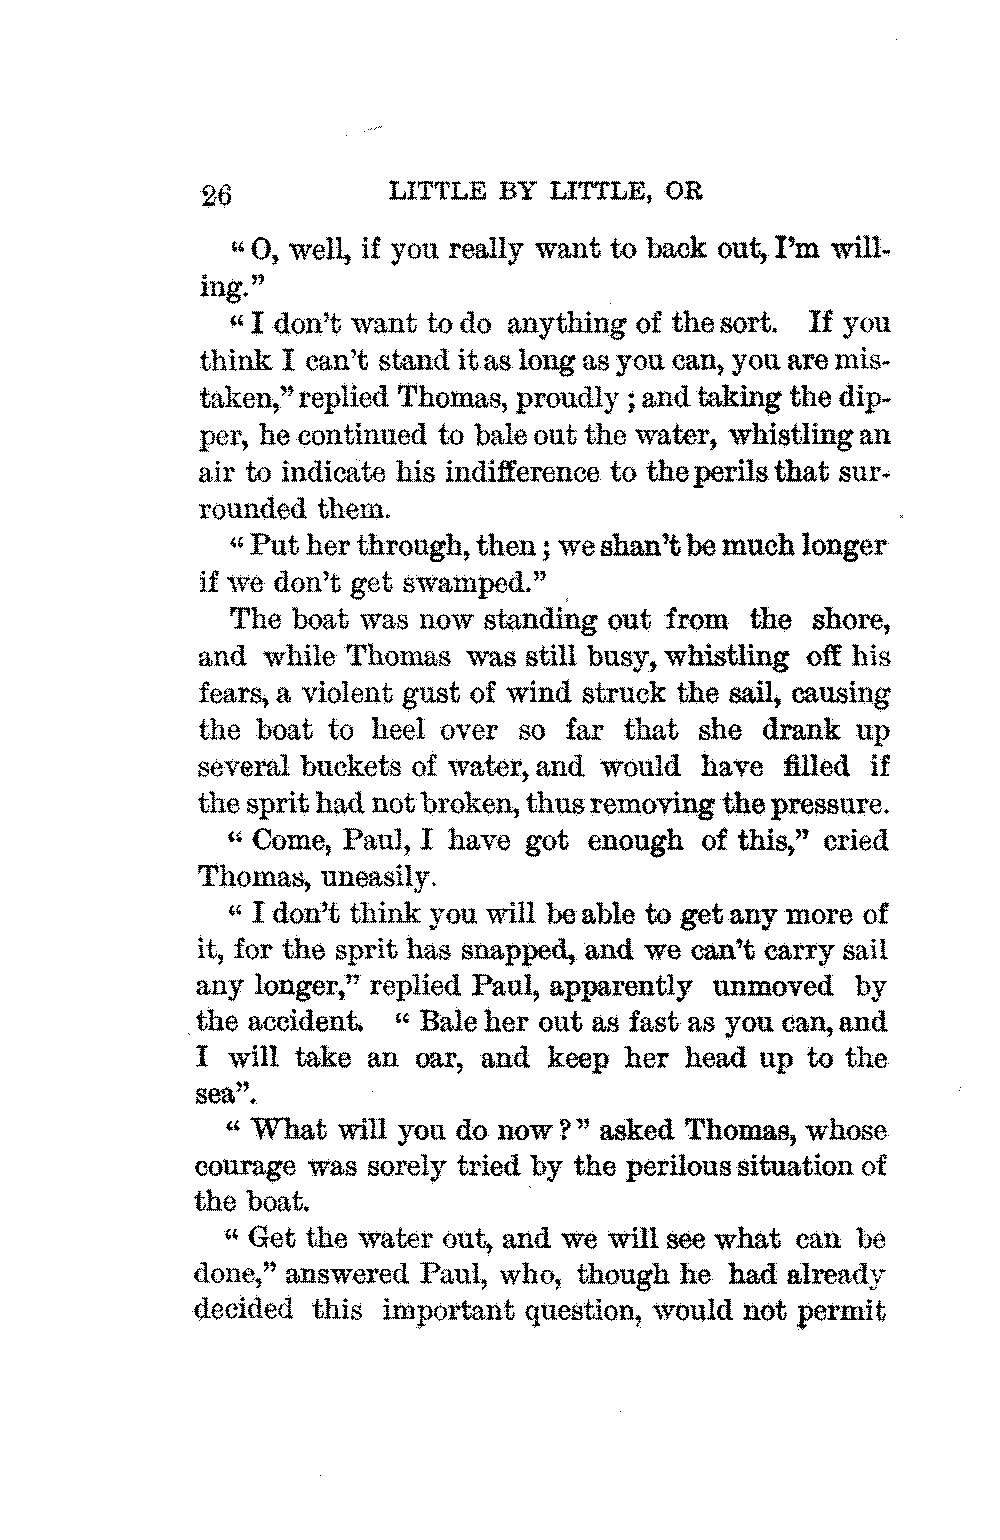 26 LITTLE BY LITTLE, OR
“ O, well, if you really want to back out, I’m will-
ing.”
“ I don’t want to do anything of the sort. If you
think I can’t stand it as long as you can, you are mis-
taken,” replied Thomas, proudly ; and taking the dip-
per, he continued to bale out the water, whistling an
air to indicate his indifference to the perils that sur-
rounded them.
“ Put her through, then ; we shan’t be much longer
if we don’t get swamped.”
The boat was now standing out from the shore,
and while Thomas was still busy, whistling off his
fears, a violent gust of wind struck the sail, causing
the boat to heel over so far that she drank up
several buckets of water, and would have filled if
the sprit had not broken, thus removing the pressure.
“ Come, Paul, I have got enough of this,” cried
Thomas, uneasily.
“ I don’t think you will be able to get any more of
it, for the sprit has snapped, and we can’t carry sail
any longer,” replied Paul, apparently unmoved by
the accident. “ Bale her out as fast as you can, and
I will take an oar, and keep her head up to the
sea”.
“ What will you do now ? ” asked Thomas, whose
courage was sorely tried by the perilous situation of
the boat.
“ Get the water out, and we will see what can be
done,” answered Paul, who, though he had already
decided this important question, would not permit